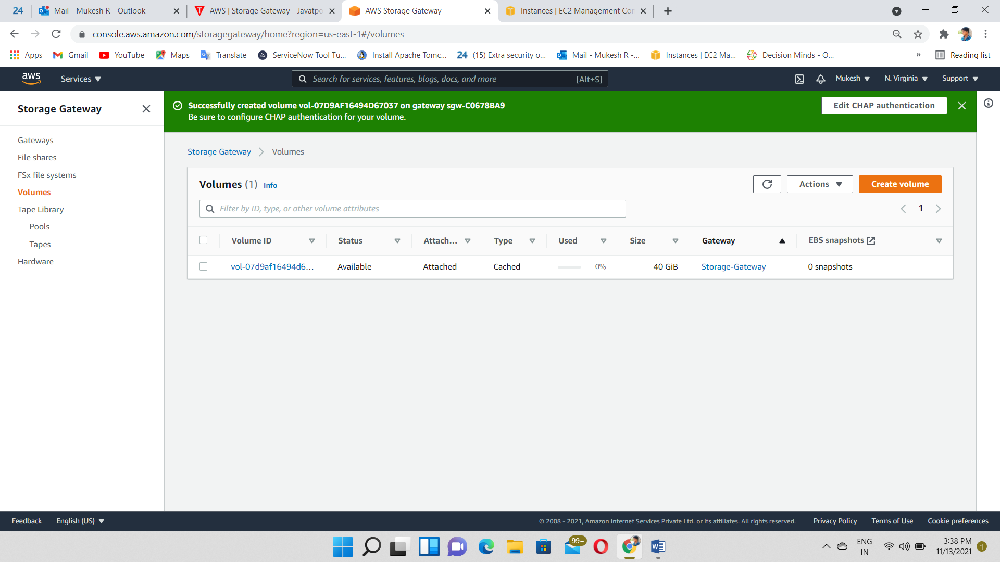 24
Mail - Mukesh R - Outlook
AWS | Storage Gateway - Javatpo
AWS Storage Gateway
Instances | EC2 Management Con
console.aws.amazon.com/storagegateway/home?region=us-east-1#/volumes
Apps
Gmail
YouTube
Maps
Translate
ServiceNow Tool Tu...
Install Apache Tomc...
24 (15) Extra security o...
Mail - Mukesh R -...
Instances | EC2 Ma...
Decision Minds - O...
»
Reading list
aws
Services
Search for services, features, blogs, docs, and more [Alt+S]
Mukesh
N. Virginia
Support
Storage Gateway
Gateways
File shares
FSx file systems
Volumes
Tape Library
Pools
Tapes
Hardware
Successfully created volume vol-07D9AF16494D67037 on gateway sgw-C0678BA9
Be sure to configure CHAP authentication for your volume.
Edit CHAP authentication
Storage Gateway
Volumes
Volumes (1) Info
Actions
Create volume
Filter by ID, type, or other volume attributes
1
Volume ID Status Attach... Type Used Size Gateway EBS snapshots
vol-07d9af16494d6... Available Attached Cached 0% 40 GiB Storage-Gateway 0 snapshots
Feedback
English (US)
© 2008 - 2021, Amazon Internet Services Private Ltd. or its affiliates. All rights reserved.
Privacy Policy
Terms of Use
Cookie preferences
99+
ENG
IN
3:38 PM
11/13/2021
1